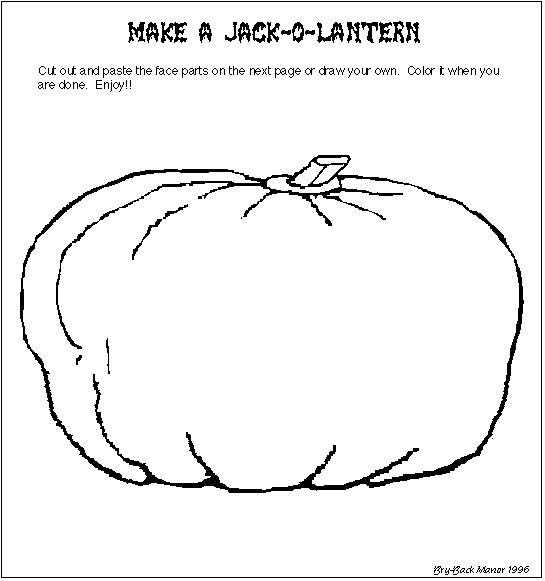 MAKE A JACK-O-LANTERN
Cut out and paste the face parts on the next page or draw your own.  Color it when you
are done.  Enjoy!!
Bry-Back Manor 1996